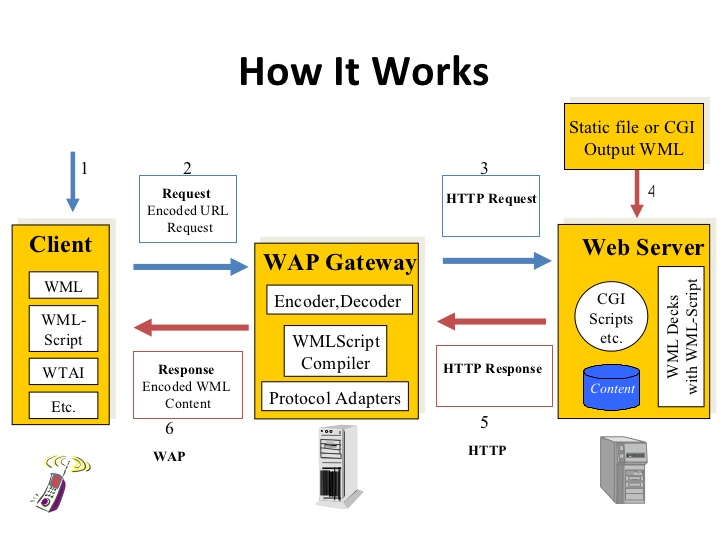 How It Works
Static file or CGI
Output WML
1
2
3
4
Request
Encoded URL
Request
HTTP Request
Client
WML
WML-
Script
WTAI
Etc.
WAP Gateway
Encoder,Decoder
WMLScript
Compiler
Protocol Adapters
Web Server
CGI
Scripts
etc.
Content
WML Decks
with WML-Script
Response
Encoded WML
Content
HTTP Response
6
5
WAP
HTTP